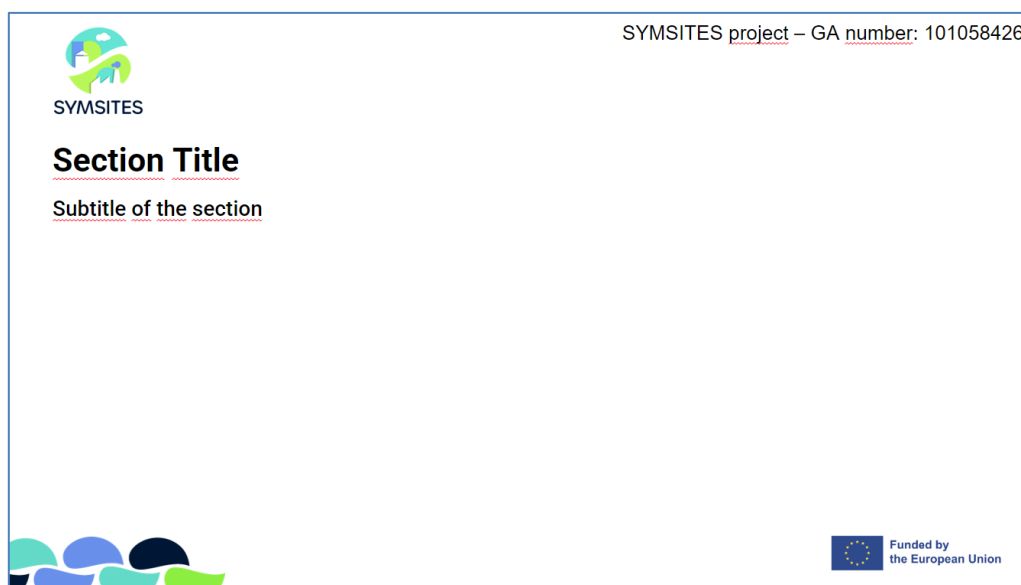 SYMSITES project – GA number: 101058426
SYMSITES
Section Title
Subtitle of the section
Funded by
the European Union